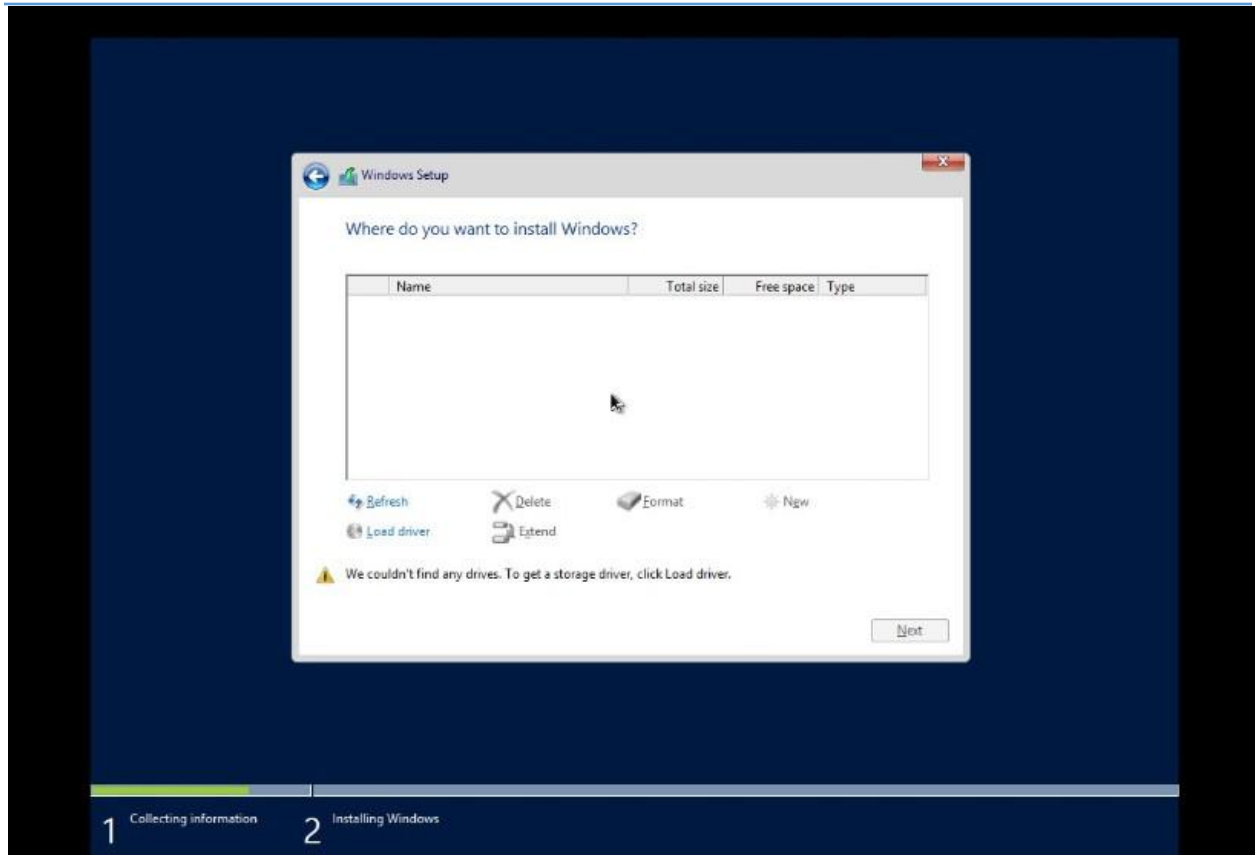 Windows Setup
Where do you want to install Windows?
Name Total size Free space Type
Refresh Delete Format New
Load driver Extend
We couldn't find any drives. To get a storage driver, click Load driver.
Next
1 Collecting information 2 Installing Windows